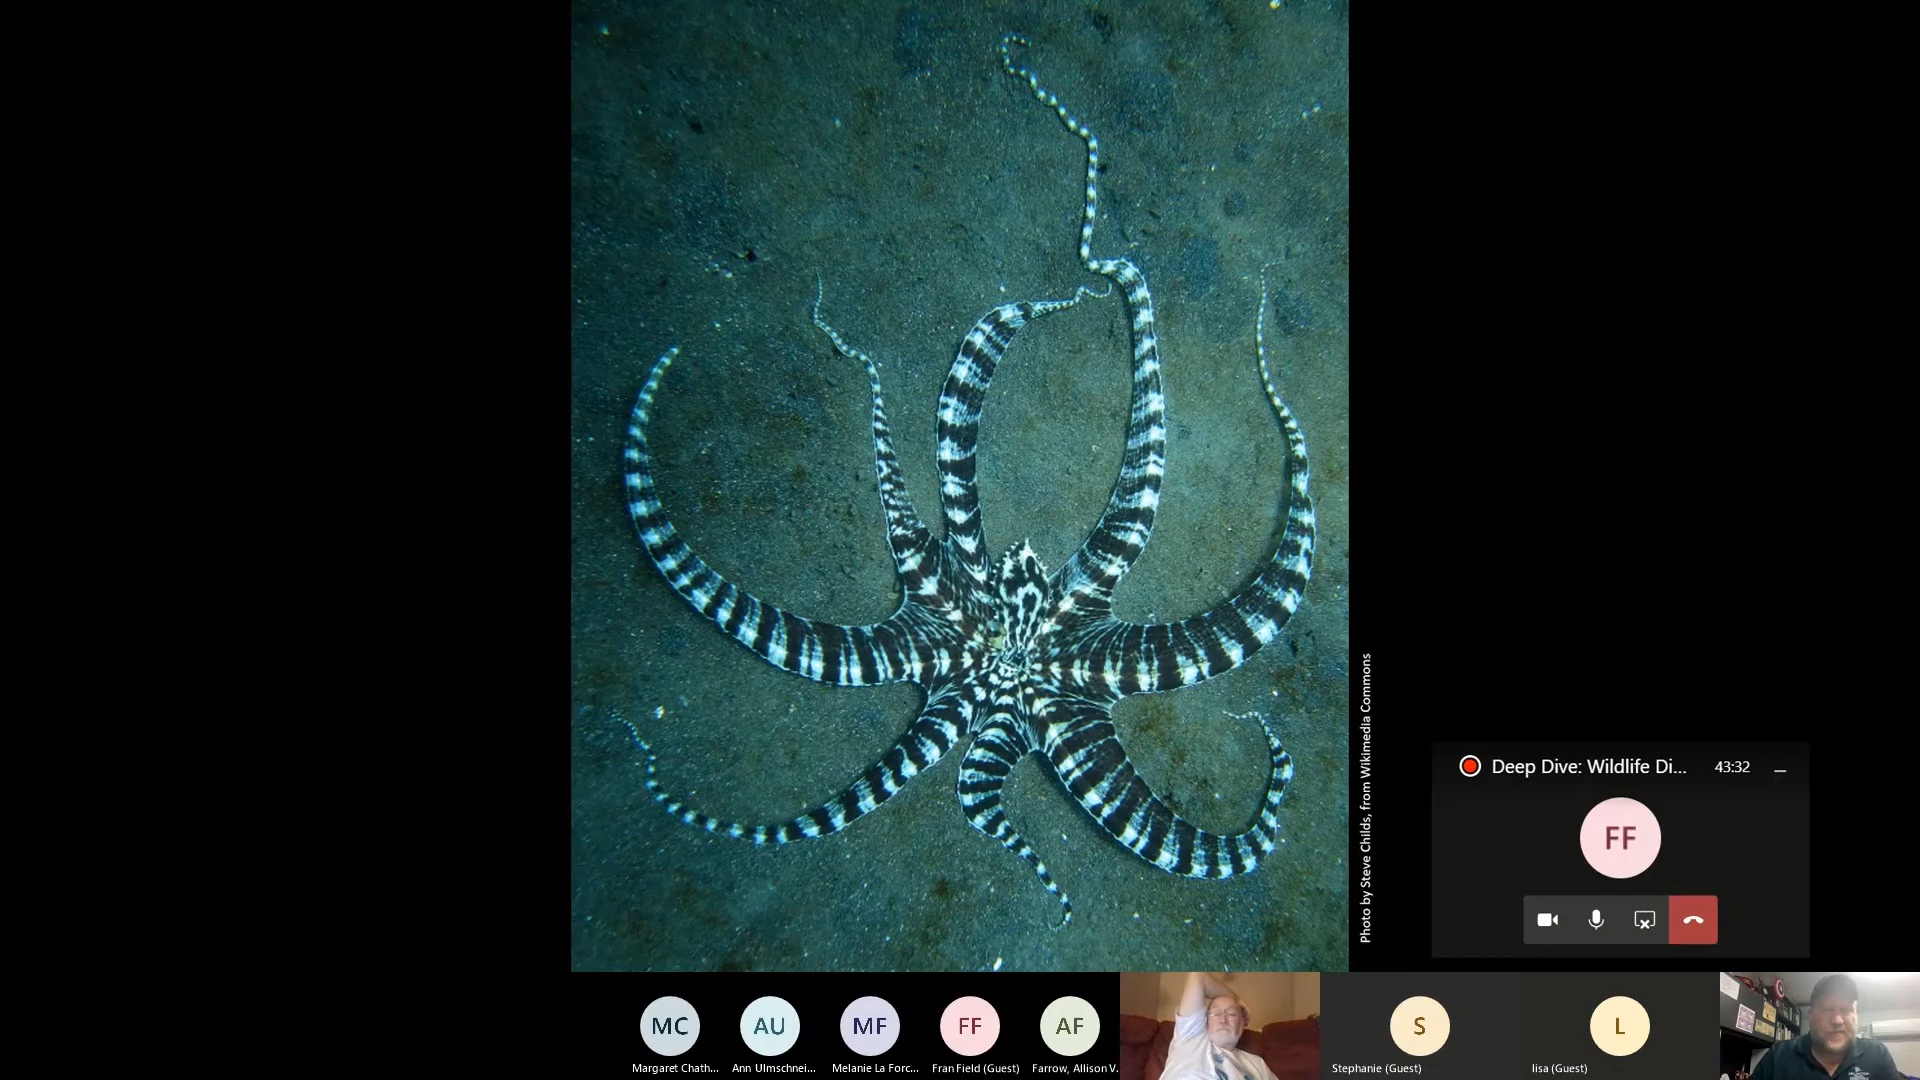 Photo by Steve Childs, from Wikimedia Commons
Deep Dive: Wildlife Di... 43:32
FF
MC
AU
MF
FF
AF
S
L
Margaret Chath...
Ann Ulmschnei...
Melanie La Forc...
Fran Field (Guest)
Farrow, Allison V.
Stephanie (Guest)
lisa (Guest)